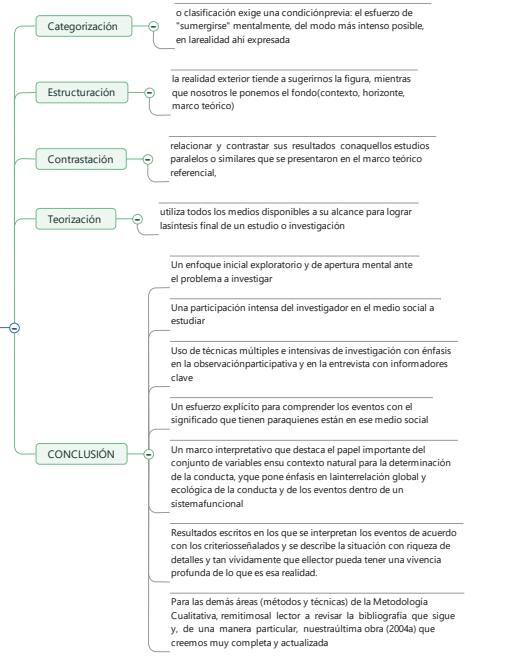 Categorización
o clasificación exige una condiciónprevia: el esfuerzo de
"sumergirse" mentalmente, del modo más intenso posible,
en larealidad ahí expresada
Estructuración
la realidad exterior tiende a sugerirnos la figura, mientras
que nosotros le ponemos el fondo(contexto, horizonte,
marco teórico)
Contrastación
relacionar y contrastar sus resultados conaquellos estudios
paralelos o similares que se presentaron en el marco teórico
referencial,
Teorización
utiliza todos los medios disponibles a su alcance para lograr
lasíntesis final de un estudio o investigación
CONCLUSIÓN
Un enfoque inicial exploratorio y de apertura mental ante
el problema a investigar
Una participación intensa del investigador en el medio social a
estudiar
Uso de técnicas múltiples e intensivas de investigación con énfasis
en la observaciónparticipativa y en la entrevista con informadores
clave
Un esfuerzo explícito para comprender los eventos con el
significado que tienen paraquienes están en ese medio social
Un marco interpretativo que destaca el papel importante del
conjunto de variables ensu contexto natural para la determinación
de la conducta, yque pone énfasis en lainterrelación global y
ecológica de la conducta y de los eventos dentro de un
sistemafuncional
Resultados escritos en los que se interpretan los eventos de acuerdo
con los criteriosseñalados y se describe la situación con riqueza de
detalles y tan vívidamente que ellector pueda tener una vivencia
profunda de lo que es esa realidad.
Para las demás áreas (métodos y técnicas) de la Metodología
Cualitativa, remitimosal lector a revisar la bibliografía que sigue
y, de una manera particular, nuestraúltima obra (2004a) que
creemos muy completa y actualizada